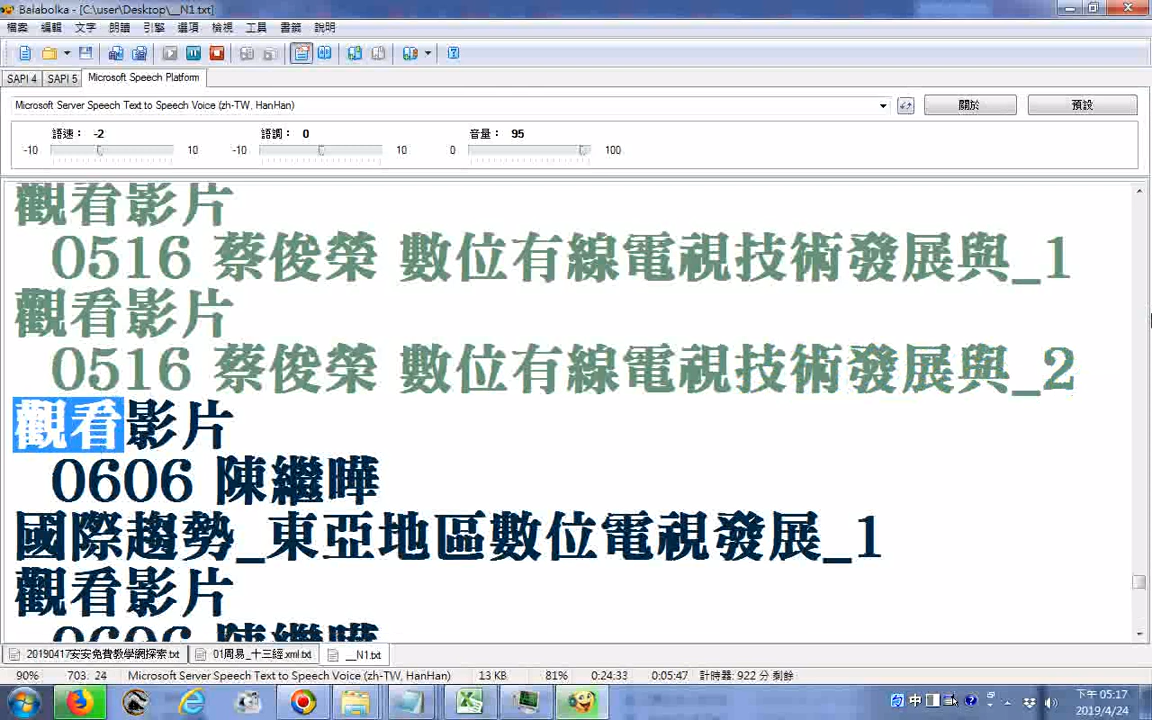 Balabolka - [C:\user\Desktop\__N1.txt]
檔案 編輯 文字 朗讀 引擎 選項 檢視 工具 書籤 說明
SAPI 4 SAPI 5 Microsoft Speech Platform
Microsoft Server Speech Text to Speech Voice (zh-TW, HanHan) 關於 預設
語速： -2 語調： 0 音量： 95
-10 10 -10 10 0 100
觀看影片
0516 蔡俊榮 數位有線電視技術發展與_1
觀看影片
0516 蔡俊榮 數位有線電視技術發展與_2
觀看影片
0606 陳繼曄
國際趨勢_東亞地區數位電視發展_1
觀看影片
0606 陳繼曄
20190417安安免費教學網探索.txt 01周易_十三經.xml.txt __N1.txt
90% 703: 24 Microsoft Server Speech Text to Speech Voice (zh-TW, HanHan) 13 KB 81% 0:24:33 0:05:47 計時器: 922 分 剩餘
中 下午 05:17
2019/4/24